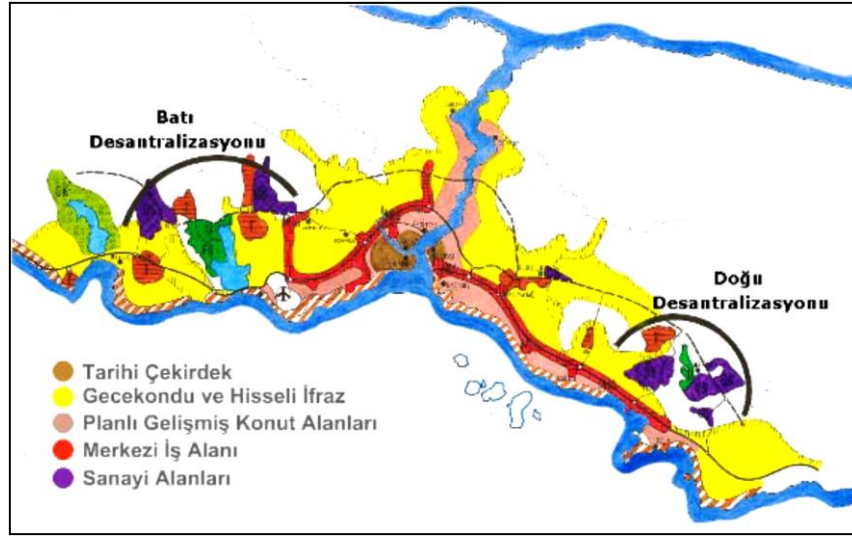 Batı
Desantralizasyonu
Doğu
Desantralizasyonu
Tarihi Çekirdek
Gecekondu ve Hisseli İfraz
Planlı Gelişmiş Konut Alanları
Merkezi İş Alanı
Sanayi Alanları